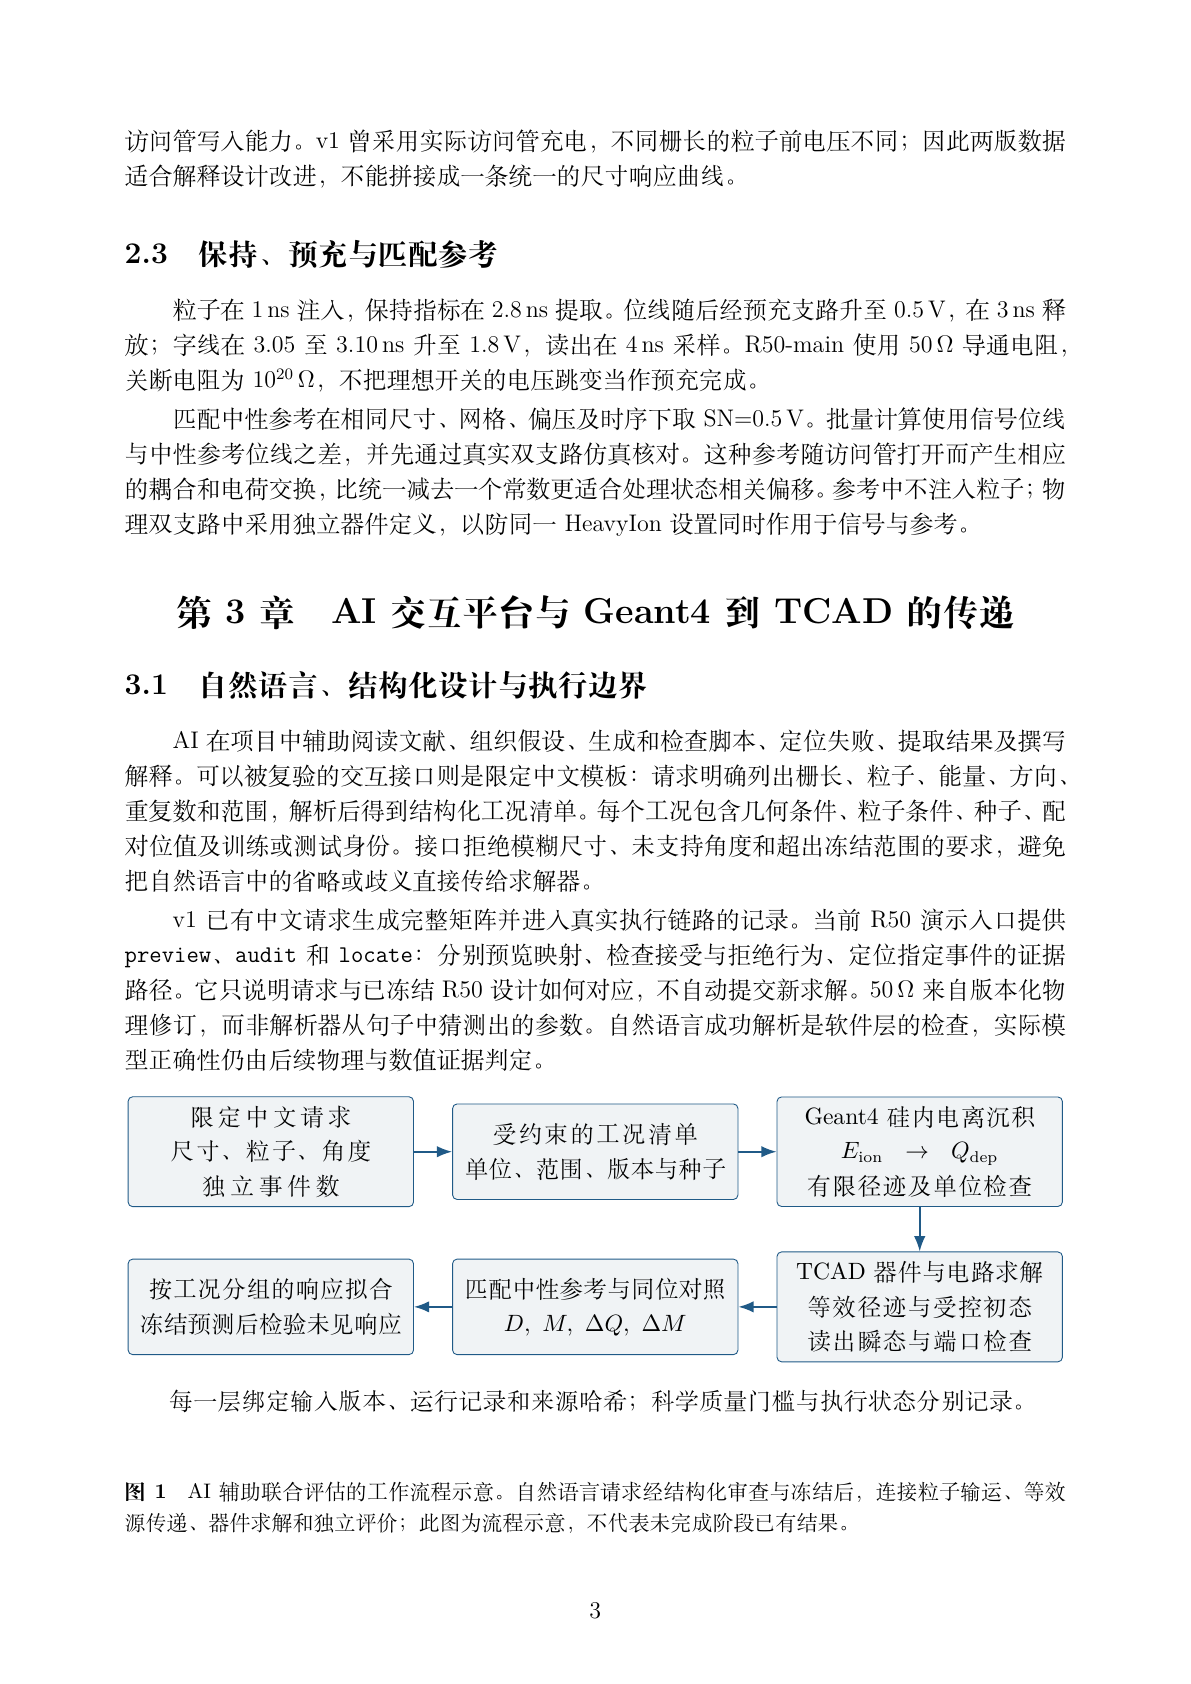 访问管写入能力。v1 曾采用实际访问管充电，不同栅长的粒子前电压不同；因此两版数据
适合解释设计改进，不能拼接成一条统一的尺寸响应曲线。
2.3 保持、预充与匹配参考
粒子在 1 ns 注入，保持指标在 2.8 ns 提取。位线随后经预充支路升至 0.5 V，在 3 ns 释
放；字线在 3.05 至 3.10 ns 升至 1.8 V，读出在 4 ns 采样。R50-main 使用 50 Ω 导通电阻，
关断电阻为 10²⁰ Ω，不把理想开关的电压跳变当作预充完成。
匹配中性参考在相同尺寸、网格、偏压及时序下取 SN=0.5 V。批量计算使用信号位线
与中性参考位线之差，并先通过真实双支路仿真核对。这种参考随访问管打开而产生相应
的耦合和电荷交换，比统一减去一个常数更适合处理状态相关偏移。参考中不注入粒子；物
理双支路中采用独立器件定义，以防同一 HeavyIon 设置同时作用于信号与参考。
第 3 章 AI 交互平台与 Geant4 到 TCAD 的传递
3.1 自然语言、结构化设计与执行边界
AI 在项目中辅助阅读文献、组织假设、生成和检查脚本、定位失败、提取结果及撰写
解释。可以被复验的交互接口则是限定中文模板：请求明确列出栅长、粒子、能量、方向、
重复数和范围，解析后得到结构化工况清单。每个工况包含几何条件、粒子条件、种子、配
对位值及训练或测试身份。接口拒绝模糊尺寸、未支持角度和超出冻结范围的要求，避免
把自然语言中的省略或歧义直接传给求解器。
v1 已有中文请求生成完整矩阵并进入真实执行链路的记录。当前 R50 演示入口提供
preview、audit 和 locate：分别预览映射、检查接受与拒绝行为、定位指定事件的证据
路径。它只说明请求与已冻结 R50 设计如何对应，不自动提交新求解。50 Ω 来自版本化物
理修订，而非解析器从句子中猜测出的参数。自然语言成功解析是软件层的检查，实际模
型正确性仍由后续物理与数值证据判定。
限定中文请求
尺寸、粒子、角度
独立事件数
受约束的工况清单
单位、范围、版本与种子
Geant4 硅内电离沉积
E_ion → Q_dep
有限径迹及单位检查
按工况分组的响应拟合
冻结预测后检验未见响应
匹配中性参考与同位对照
D, M, ΔQ, ΔM
TCAD 器件与电路求解
等效径迹与受控初态
读出瞬态与端口检查
每一层绑定输入版本、运行记录和来源哈希；科学质量门槛与执行状态分别记录。
图 1 AI 辅助联合评估的工作流程示意。自然语言请求经结构化审查与冻结后，连接粒子输运、等效
源传递、器件求解和独立评价；此图为流程示意，不代表未完成阶段已有结果。
3